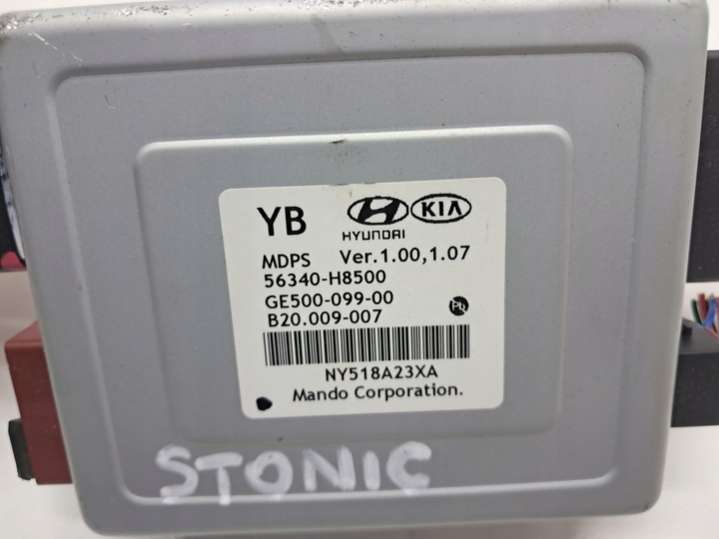 YB HYUNDAI KIA
MDPS Ver.1.00,1.07
56340-H8500
GE500-099-00
B20.009-007
NY518A23XA
Mando Corporation.
STONIC